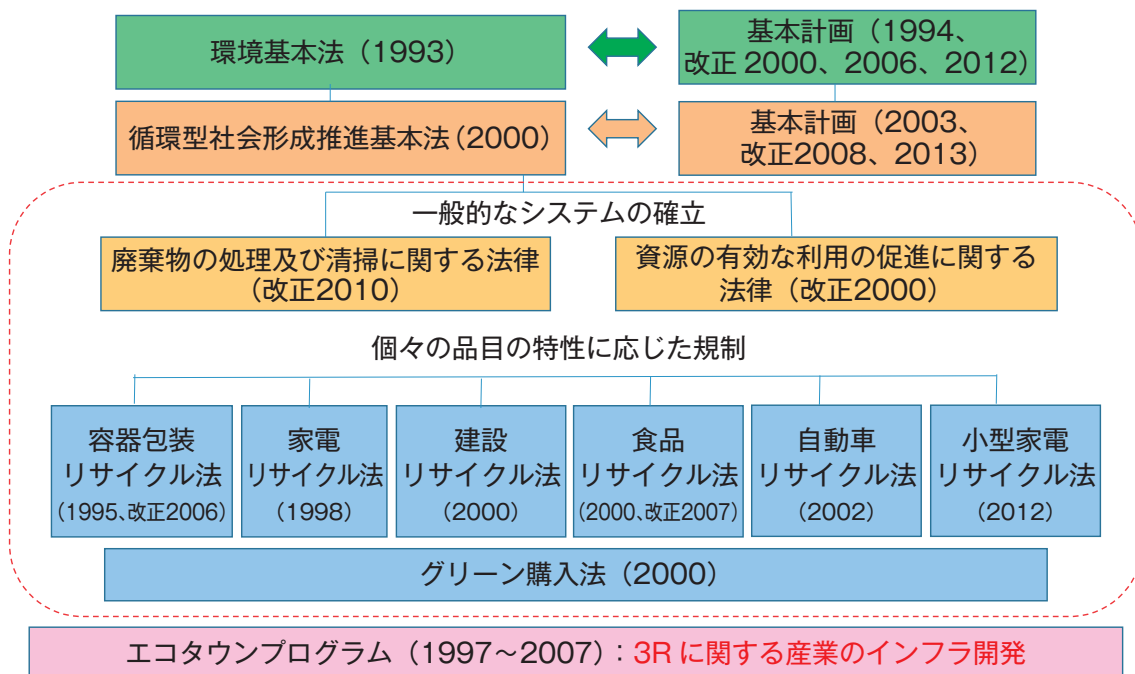 環境基本法（1993）
基本計画（1994、
改正 2000、2006、2012）
循環型社会形成推進基本法（2000）
基本計画（2003、
改正2008、2013）
一般的なシステムの確立
廃棄物の処理及び清掃に関する法律
（改正2010）
資源の有効な利用の促進に関する
法律（改正2000）
個々の品目の特性に応じた規制
容器包装
リサイクル法
（1995、改正2006）
家電
リサイクル法
（1998）
建設
リサイクル法
（2000）
食品
リサイクル法
（2000、改正2007）
自動車
リサイクル法
（2002）
小型家電
リサイクル法
（2012）
グリーン購入法（2000）
エコタウンプログラム（1997～2007）：3R に関する産業のインフラ開発